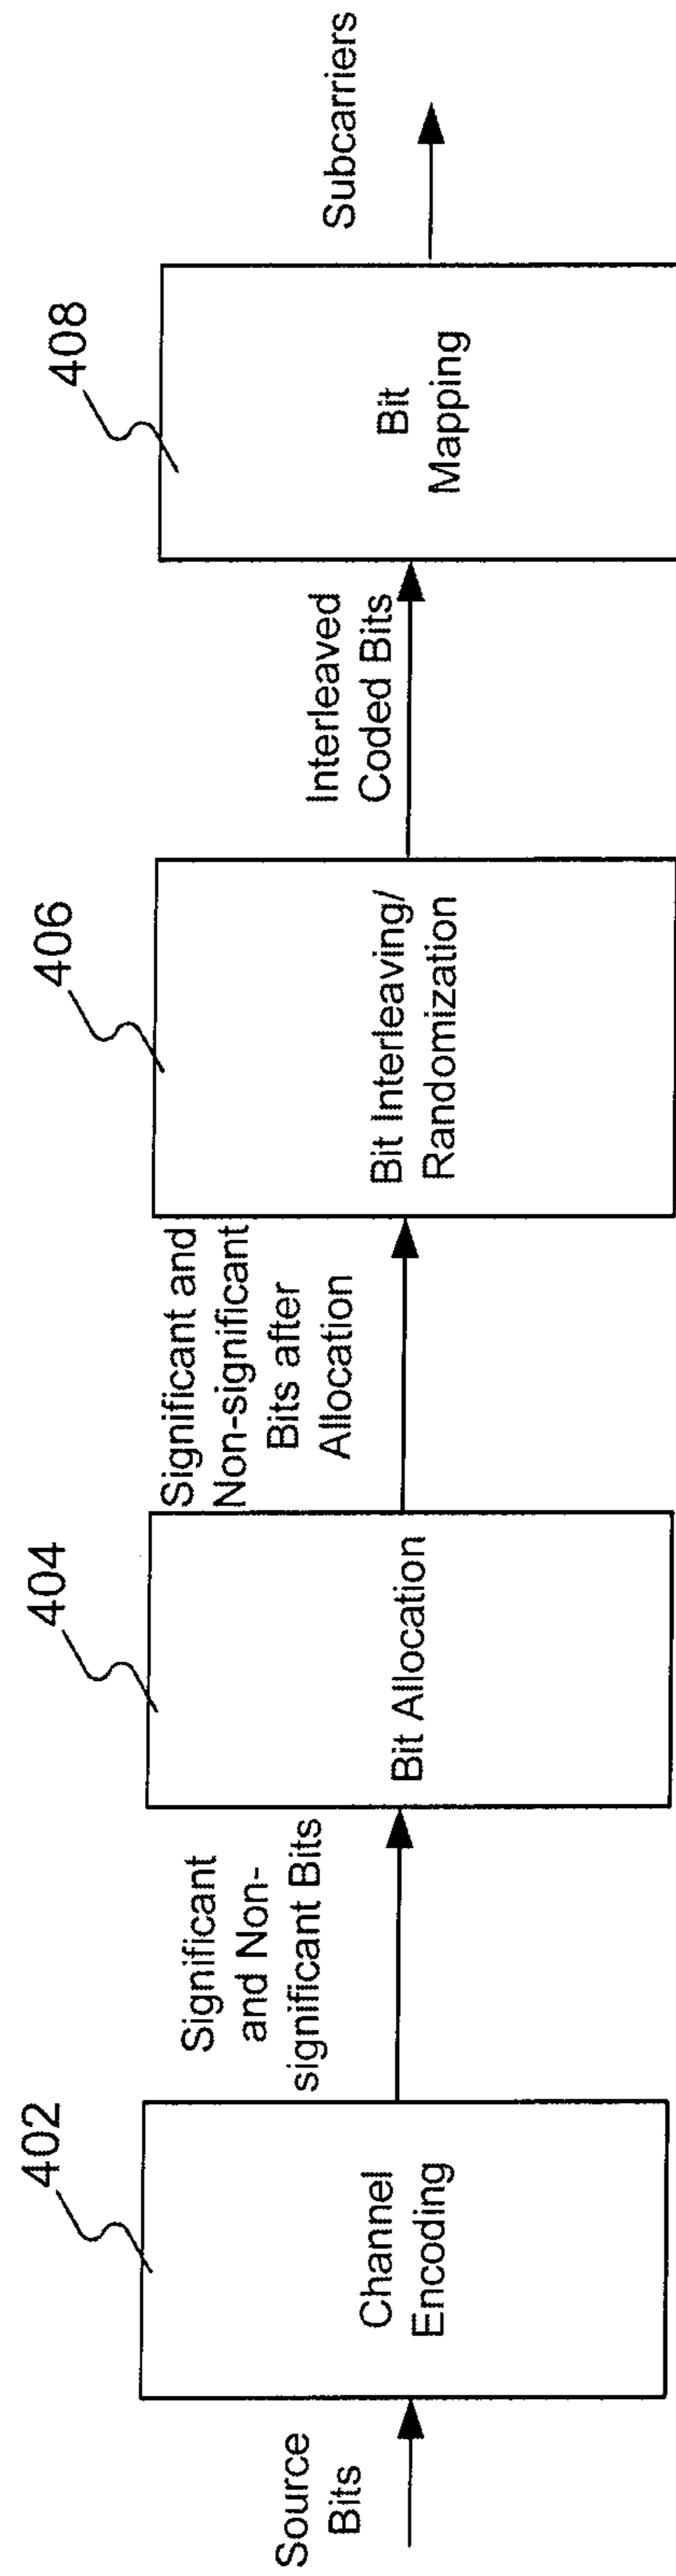 Source
Bits
402
Channel
Encoding
Significant
and Non-
significant Bits
404
Bit Allocation
Significant and
Non-significant
Bits after
Allocation
406
Bit Interleaving/
Randomization
Interleaved
Coded Bits
408
Bit
Mapping
Subcarriers